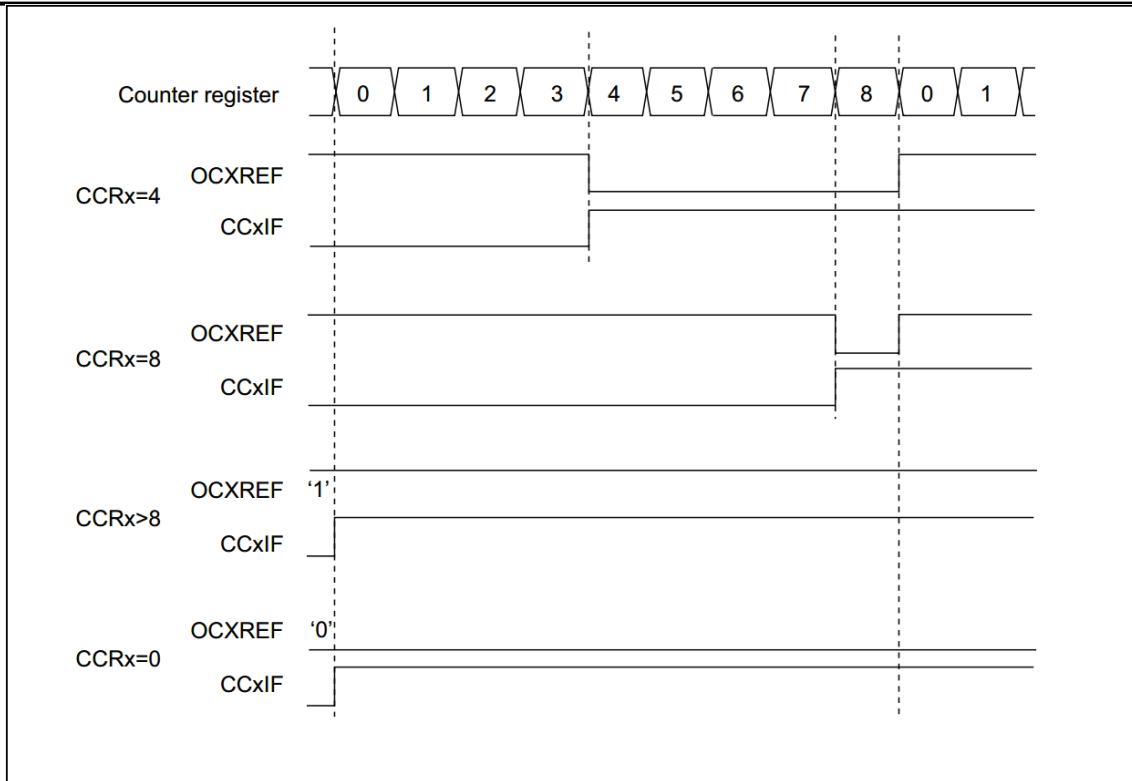 Counter register 0 1 2 3 4 5 6 7 8 0 1
OCXREF
CCRx=4
CCxIF
OCXREF
CCRx=8
CCxIF
OCXREF '1'
CCRx>8
CCxIF
OCXREF '0'
CCRx=0
CCxIF